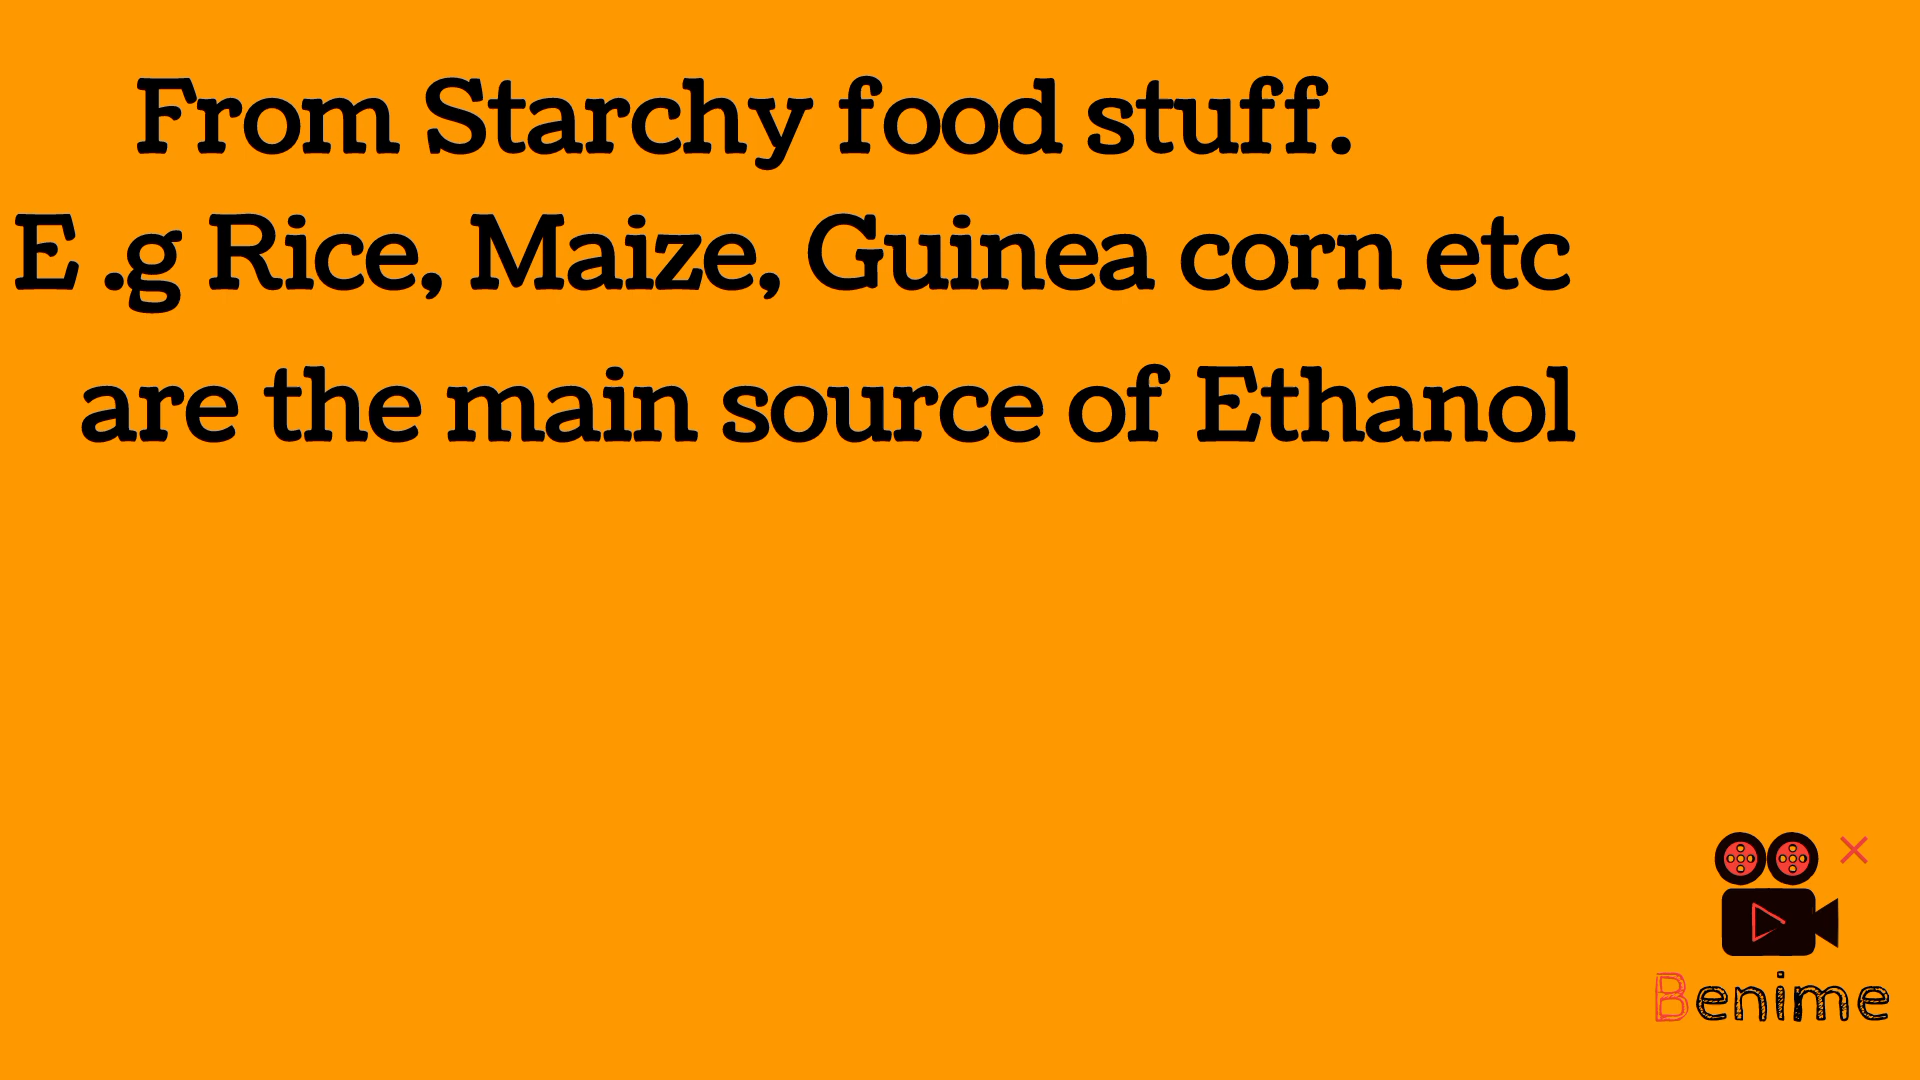 From Starchy food stuff.
E .g Rice, Maize, Guinea corn etc
are the main source of Ethanol
Benime